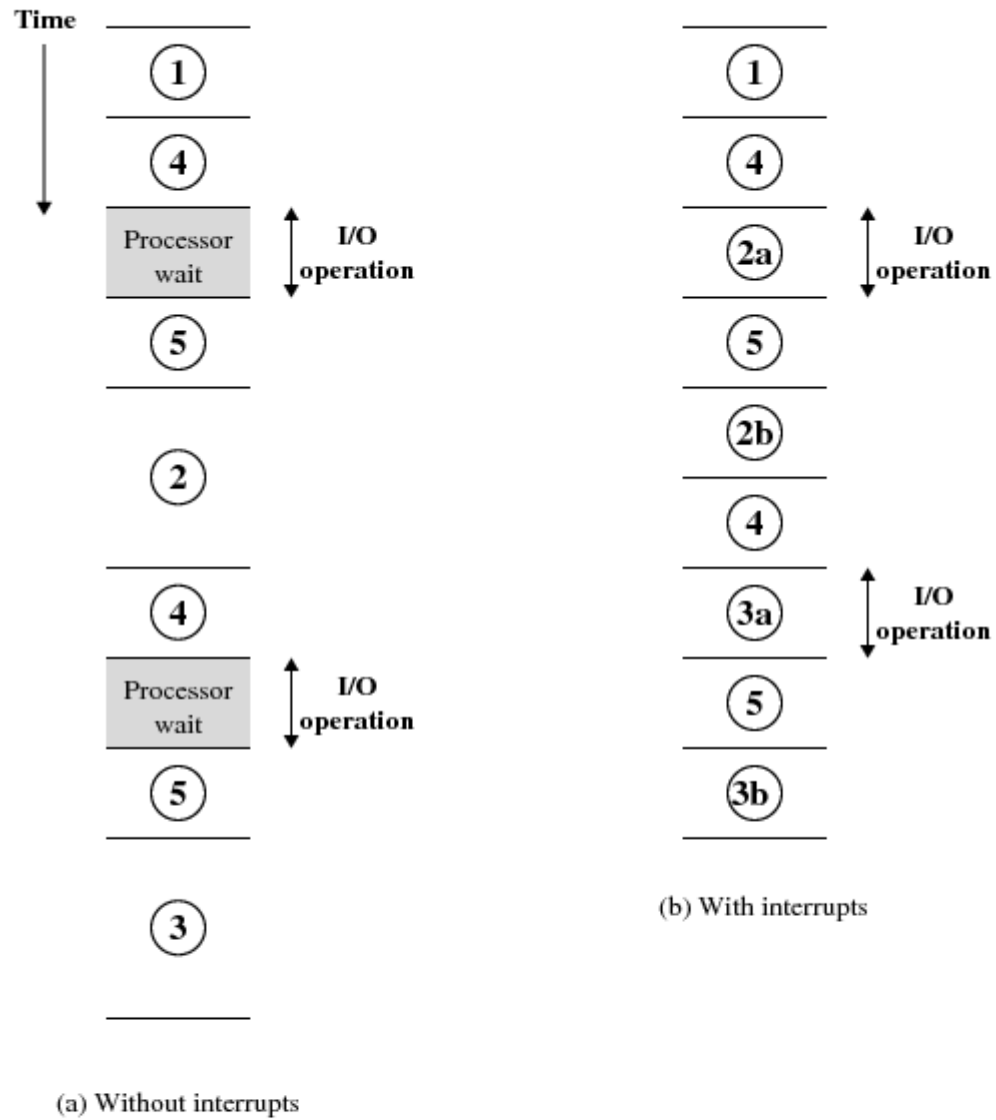 Time
1
4
Processor
wait
I/O
operation
5
2
4
Processor
wait
I/O
operation
5
3
(a) Without interrupts
1
4
2a
I/O
operation
5
2b
4
3a
I/O
operation
5
3b
(b) With interrupts